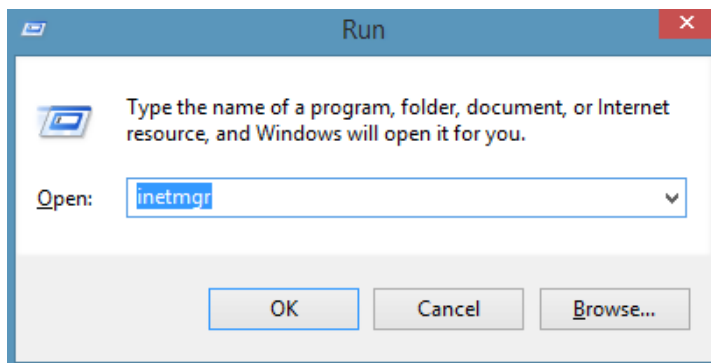 Run
Type the name of a program, folder, document, or Internet
resource, and Windows will open it for you.
Open: inetmgr
OK Cancel Browse...